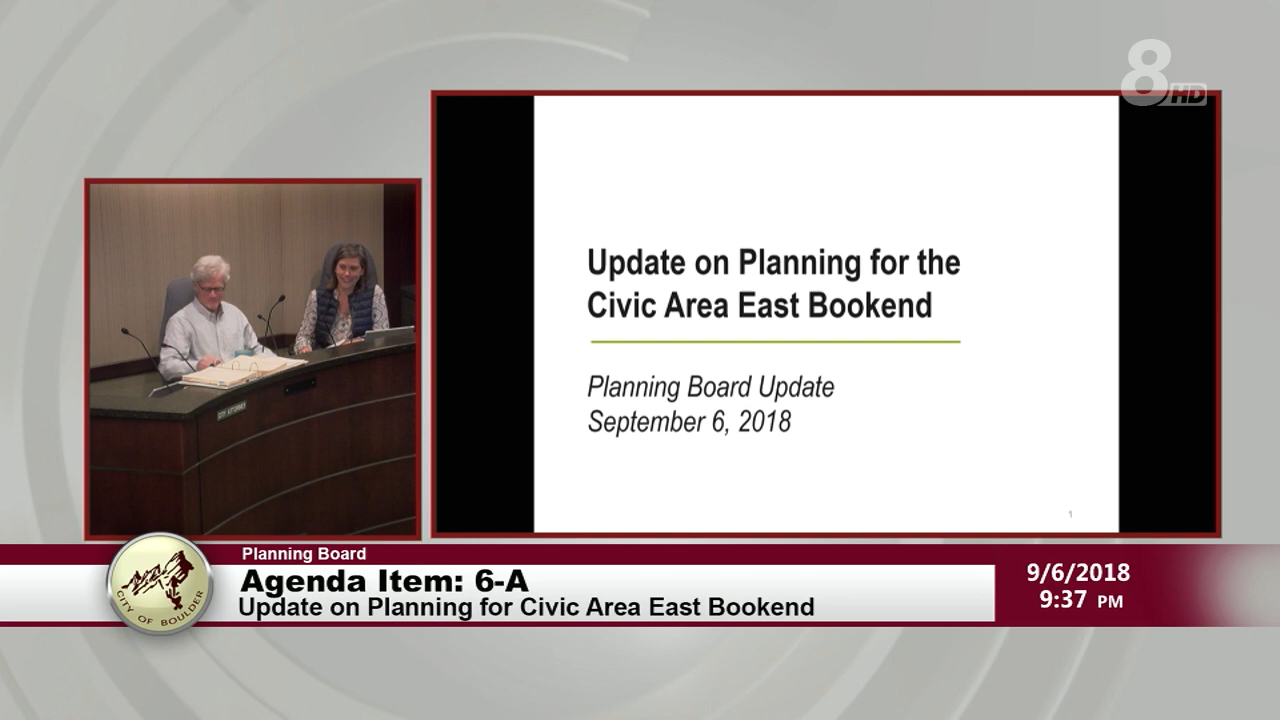 8HD
Update on Planning for the
Civic Area East Bookend
Planning Board Update
September 6, 2018
1
CITY ATTORNEY
Planning Board
Agenda Item: 6-A
Update on Planning for Civic Area East Bookend
CITY OF BOULDER
9/6/2018
9:37 PM